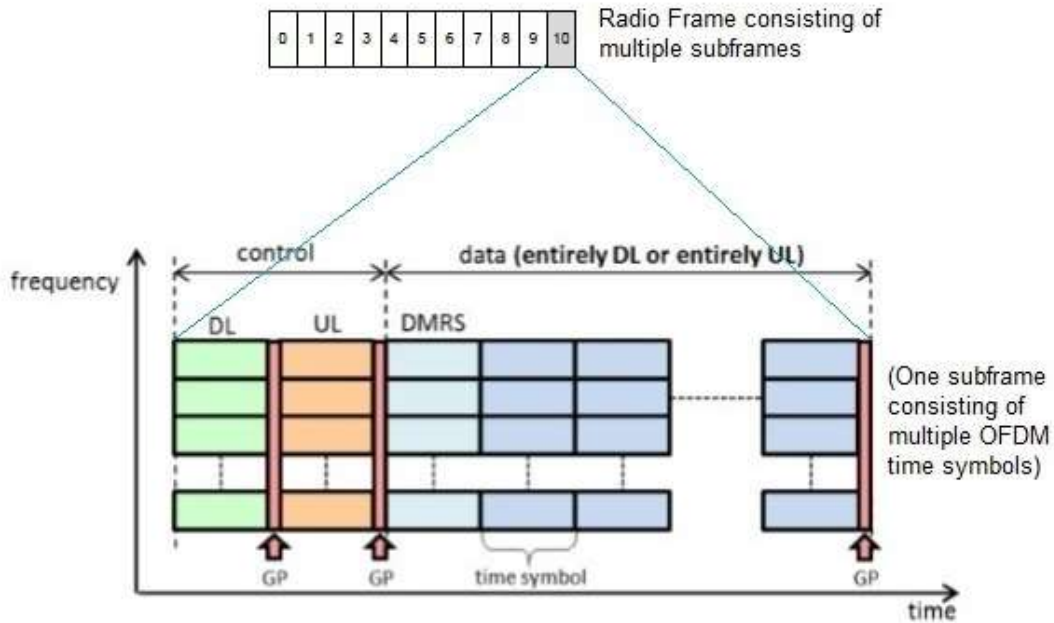 0 1 2 3 4 5 6 7 8 9 10
Radio Frame consisting of
multiple subframes
control
data (entirely DL or entirely UL)
frequency
DL
UL
DMRS
(One subframe
consisting of
multiple OFDM
time symbols)
GP
GP
time symbol
GP
time